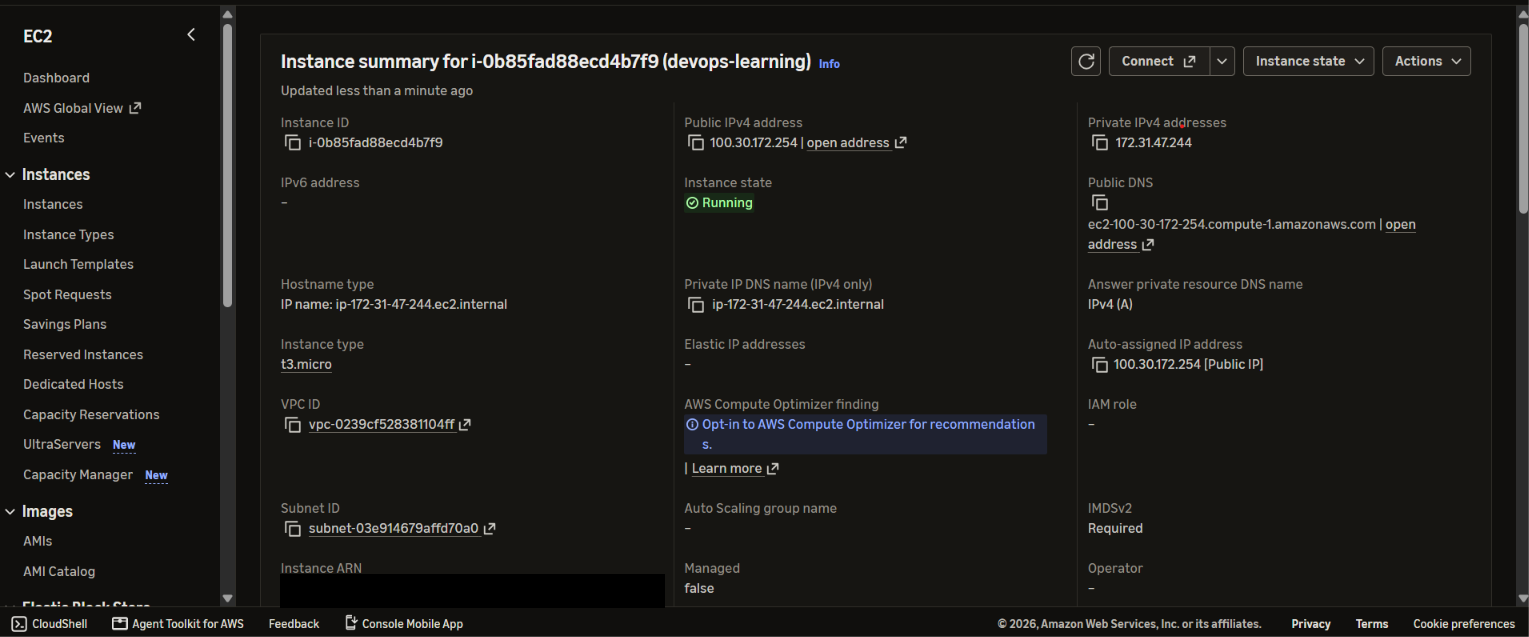 EC2
Dashboard
AWS Global View
Events
Instances
Instances
Instance Types
Launch Templates
Spot Requests
Savings Plans
Reserved Instances
Dedicated Hosts
Capacity Reservations
UltraServers New
Capacity Manager New
Images
AMIs
AMI Catalog
Elastic Block Store
Instance summary for i-0b85fad88ecd4b7f9 (devops-learning) Info
Updated less than a minute ago
Connect
Instance state
Actions
Instance ID
i-0b85fad88ecd4b7f9
Public IPv4 address
100.30.172.254 | open address
Private IPv4 addresses
172.31.47.244
IPv6 address
–
Instance state
Running
Public DNS
ec2-100-30-172-254.compute-1.amazonaws.com | open
address
Hostname type
IP name: ip-172-31-47-244.ec2.internal
Private IP DNS name (IPv4 only)
ip-172-31-47-244.ec2.internal
Answer private resource DNS name
IPv4 (A)
Instance type
t3.micro
Elastic IP addresses
–
Auto-assigned IP address
100.30.172.254 [Public IP]
VPC ID
vpc-0239cf528381104ff
AWS Compute Optimizer finding
Opt-in to AWS Compute Optimizer for recommendation
s.
| Learn more
IAM role
–
Subnet ID
subnet-03e914679affd70a0
Auto Scaling group name
–
IMDSv2
Required
Instance ARN
Managed
false
Operator
–
CloudShell
Agent Toolkit for AWS
Feedback
Console Mobile App
© 2026, Amazon Web Services, Inc. or its affiliates.
Privacy
Terms
Cookie preferences